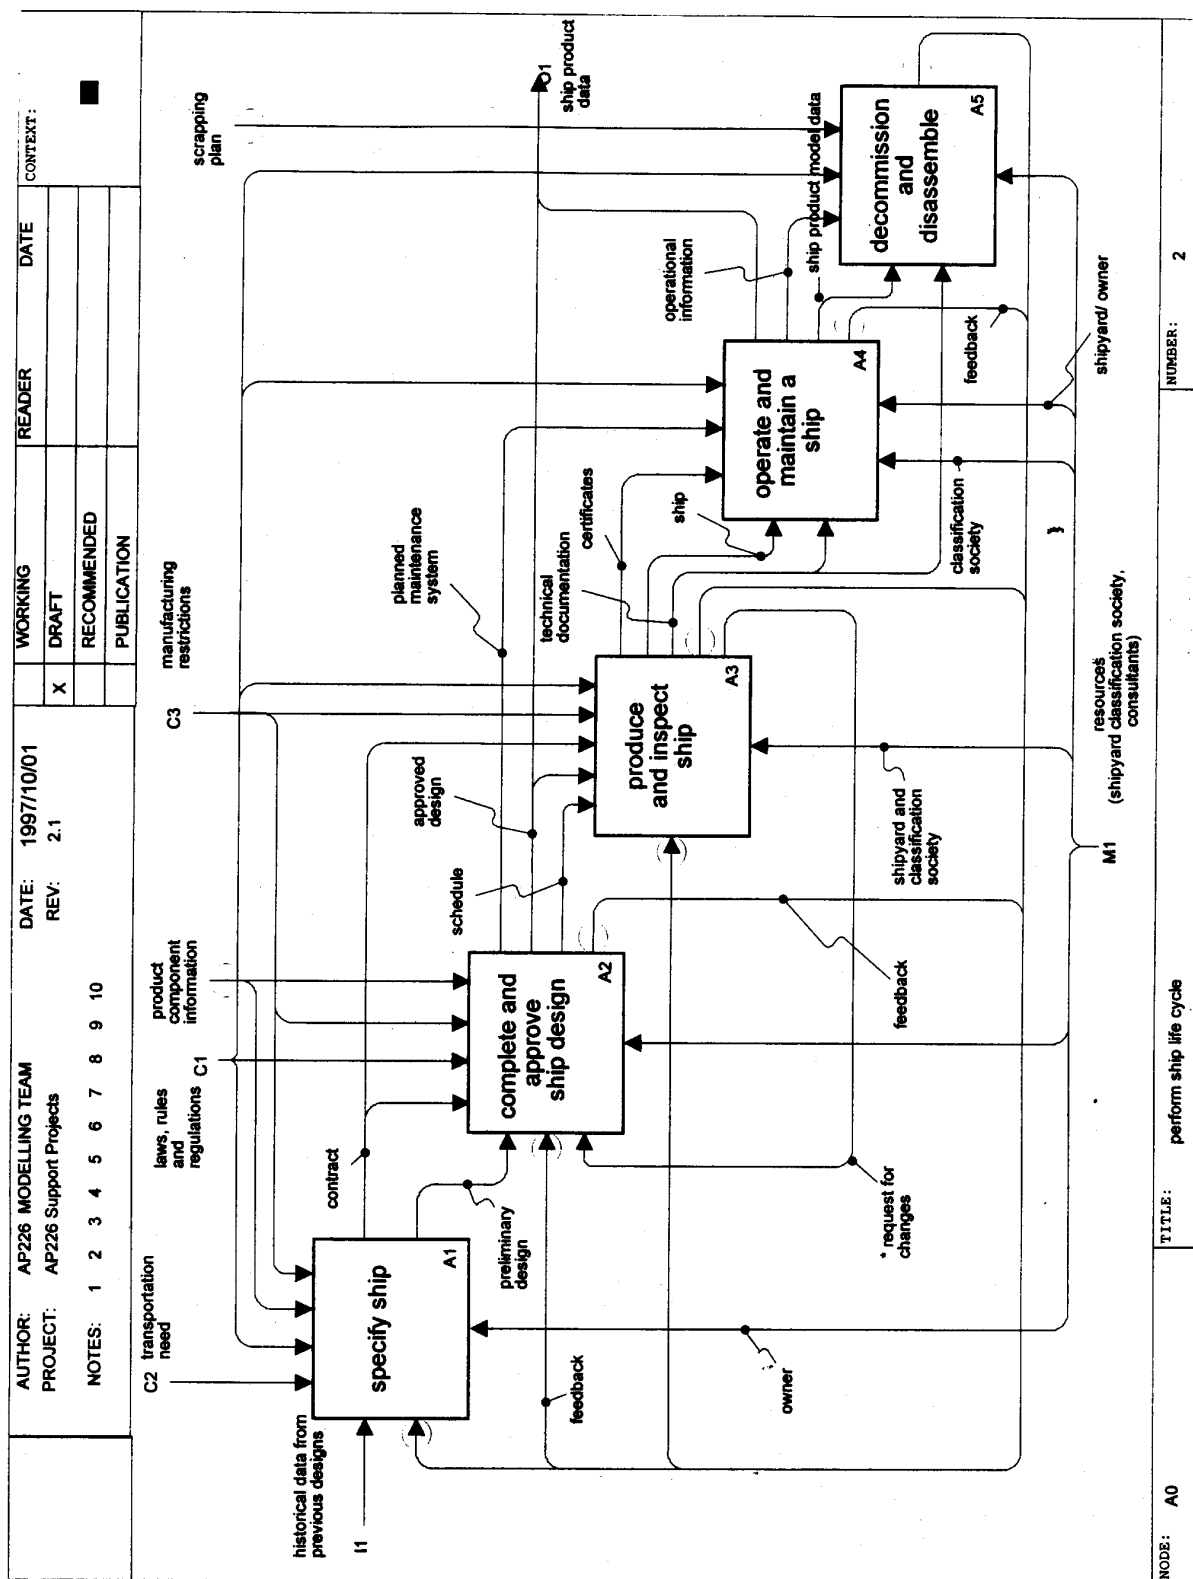 AUTHOR: AP226 MODELLING TEAM
DATE: 1997/10/01
WORKING
READER
DATE
CONTEXT:
PROJECT: AP226 Support Projects
REV: 2.1
X
DRAFT
RECOMMENDED
NOTES: 1 2 3 4 5 6 7 8 9 10
PUBLICATION
C2
transportation
need
laws, rules
and
regulations
C1
product
component
information
C3
manufacturing
restrictions
scrapping
plan
historical data from
previous designs
I1
specify ship
A1
contract
preliminary
design
complete and
approve
ship design
A2
schedule
approved
design
planned
maintenance
system
produce
and inspect
ship
A3
technical
documentation
certificates
ship
operate and
maintain a
ship
A4
operational
information
ship product model data
O1
ship product
data
decommission
and
disassemble
A5
feedback
feedback
feedback
owner
* request for
changes
shipyard and
classification
society
classification
society
shipyard/ owner
M1
resources
(shipyard classification society,
consultants)
NODE: A0
TITLE: perform ship life cycle
NUMBER: 2